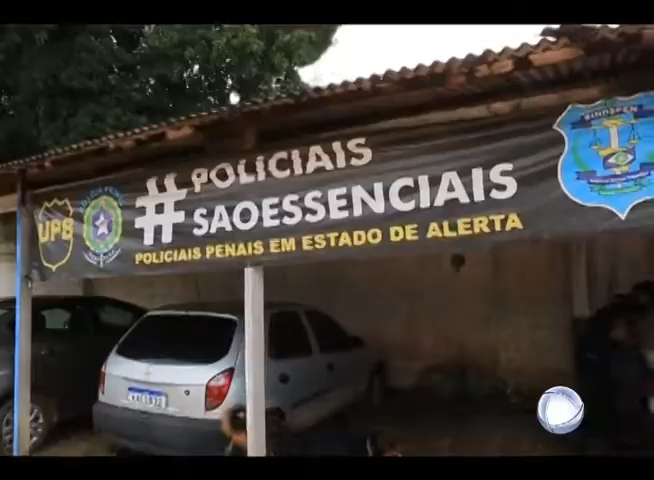 #POLICIAIS
SAOESSENCIAIS
POLICIAIS PENAIS EM ESTADO DE ALERTA
UPB
SINDSPEN